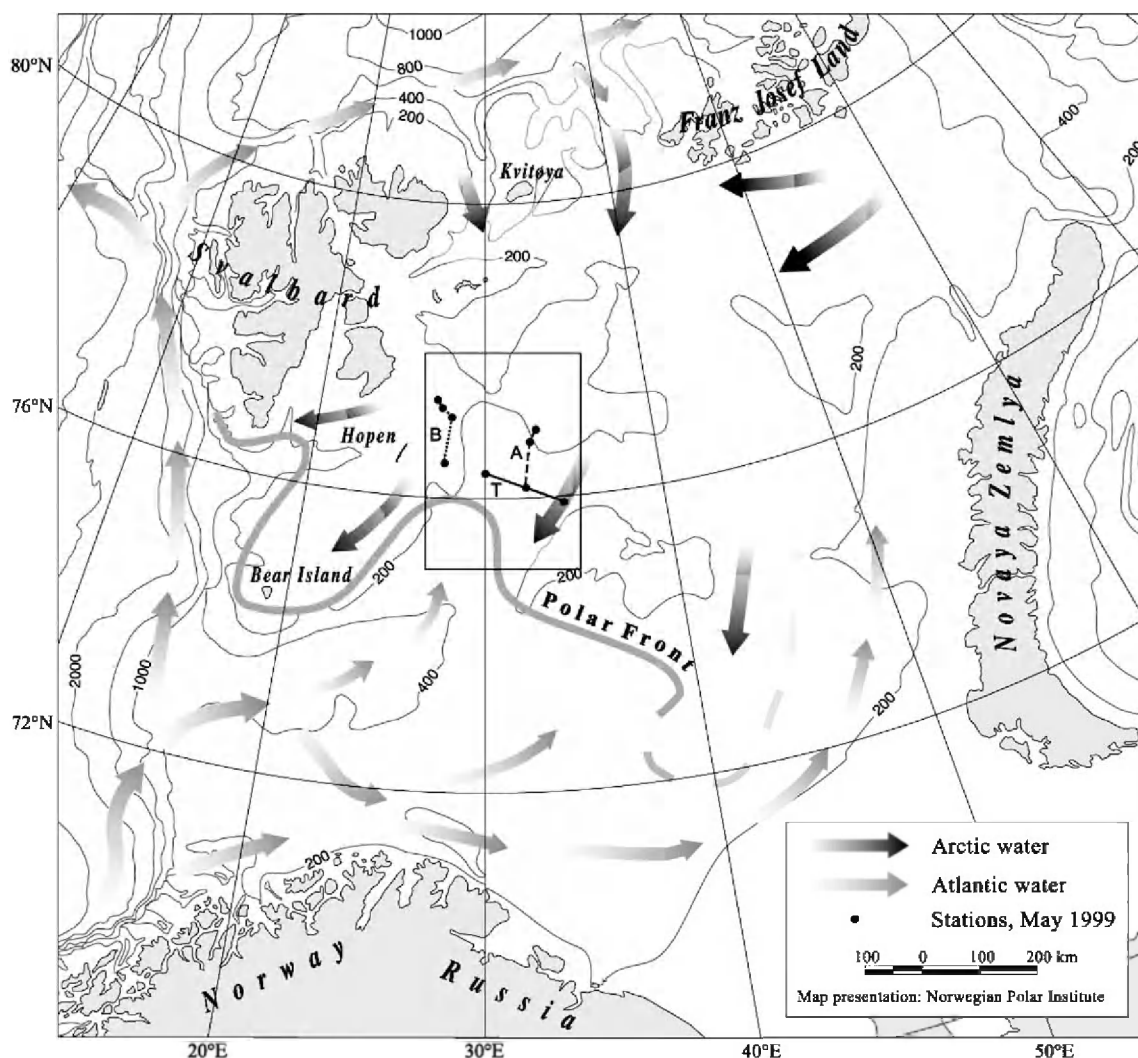 1000
80°N
800
400
200
Franz Josef Land
400
200
Kvitøya
200
Svalbard
200
76°N
Hopen
B
A
T
Bear Island
200
200
Polar Front
Novaya Zemlya
2000
1000
400
200
72°N
200
Arctic water
Atlantic water
Stations, May 1999
100 0 100 200 km
Map presentation: Norwegian Polar Institute
Norway
Russia
20°E
30°E
40°E
50°E